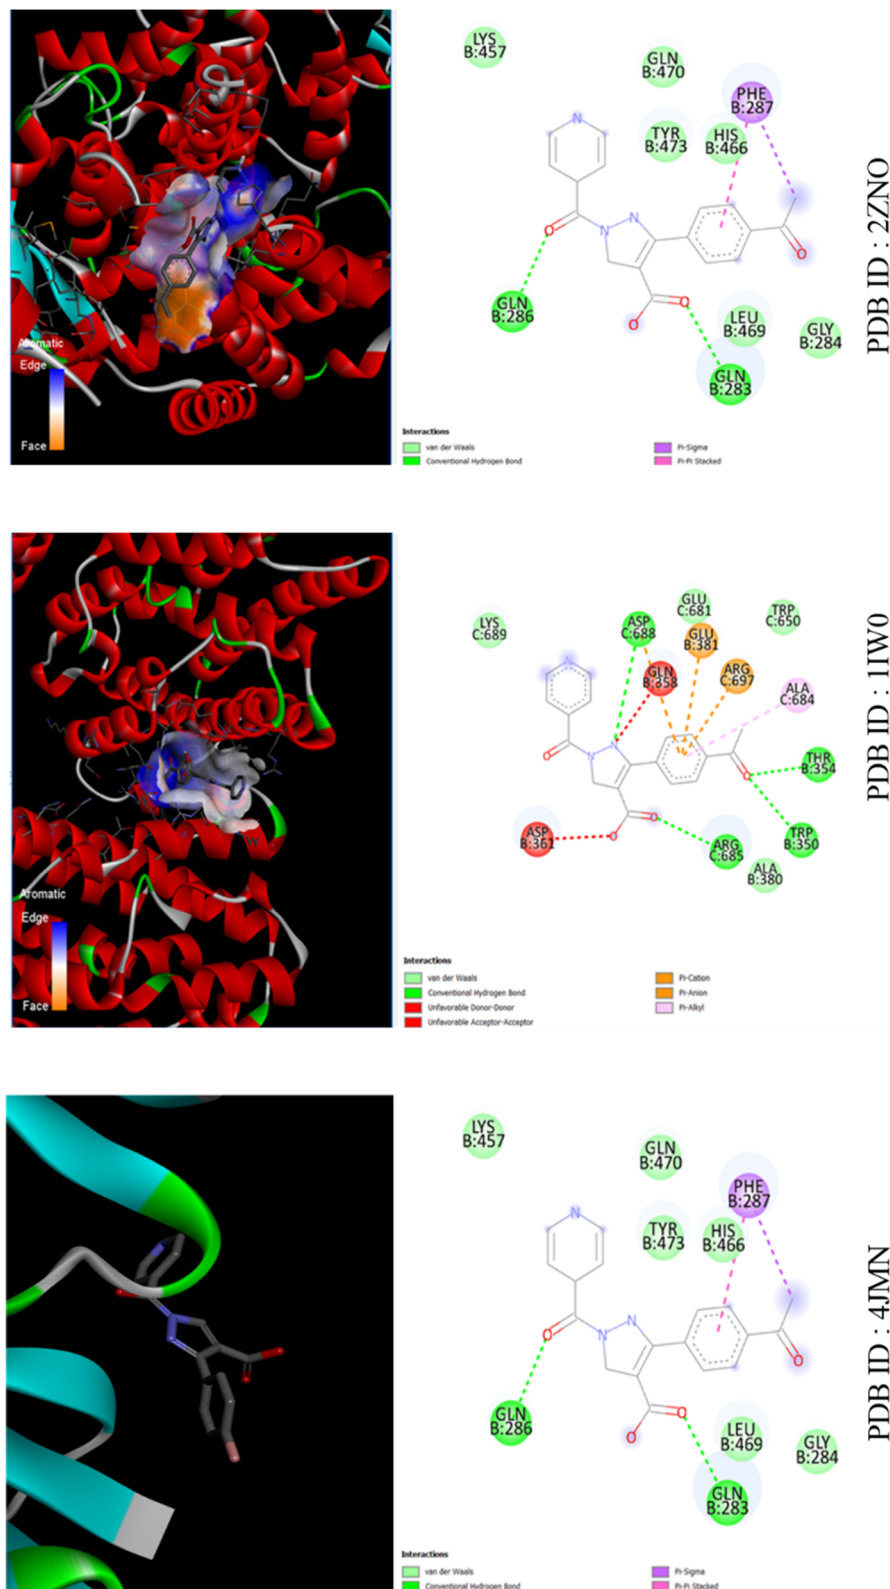 LYS
B:457
GLN
B:470
PHE
B:287
TYR
B:473
HIS
B:466
N
O
N
N
GLN
B:286
O
O
O
LEU
B:469
GLY
B:284
GLN
B:283
Aromatic
Edge
Face
Interactions
van der Waals
Conventional Hydrogen Bond
Pi-Sigma
Pi-Pi Stacked
PDB ID : 2ZNO
LYS
C:689
ASP
C:688
GLU
C:681
GLU
B:381
TRP
C:650
GLN
B:358
ARG
C:697
ALA
C:684
N
O
N
N
O
THR
B:354
ASP
B:361
O
O
ARG
C:685
TRP
B:350
ALA
B:380
Aromatic
Edge
Face
Interactions
van der Waals
Conventional Hydrogen Bond
Unfavorable Donor-Donor
Unfavorable Acceptor-Acceptor
Pi-Cation
Pi-Anion
Pi-Alkyl
PDB ID : 1IW0
LYS
B:457
GLN
B:470
PHE
B:287
TYR
B:473
HIS
B:466
N
O
N
N
GLN
B:286
O
O
O
LEU
B:469
GLY
B:284
GLN
B:283
Interactions
van der Waals
Conventional Hydrogen Bond
Pi-Sigma
Pi-Pi Stacked
PDB ID : 4JMN